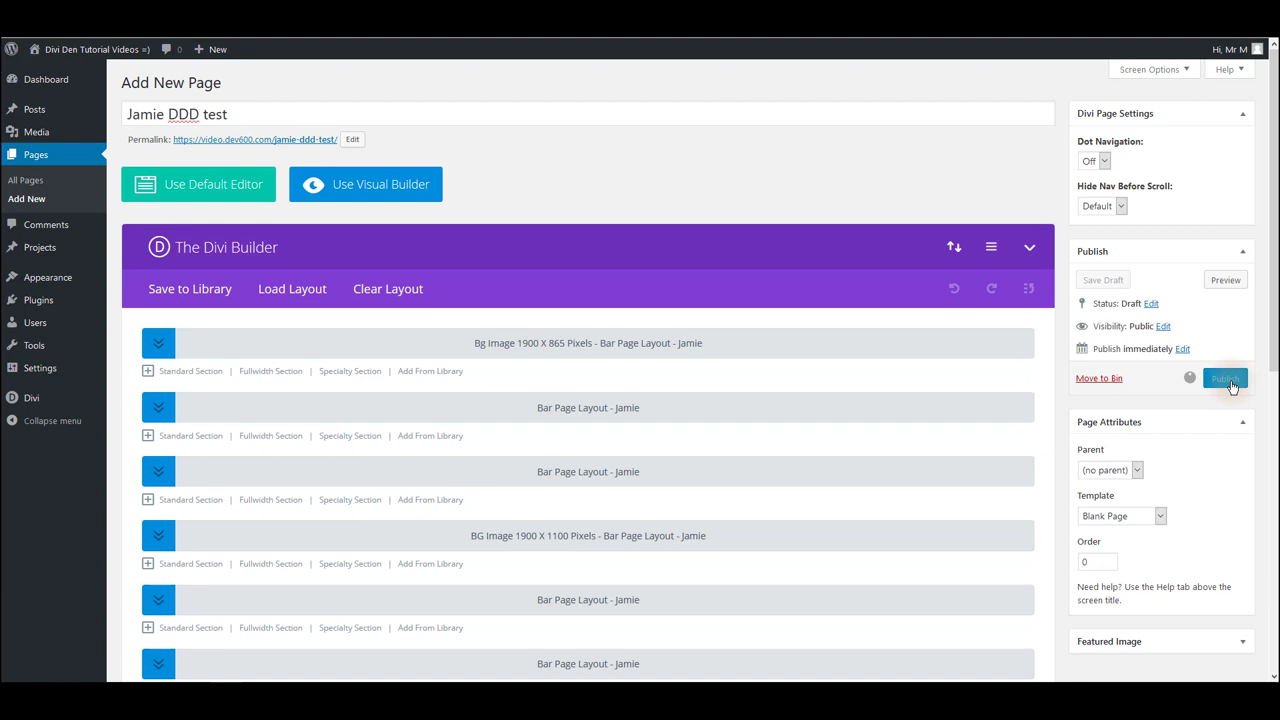 Divi Den Tutorial Videos =) 0 New Hi, Mr M
Dashboard
Posts
Media
Pages
All Pages
Add New
Comments
Projects
Appearance
Plugins
Users
Tools
Settings
Divi
Collapse menu
Screen Options Help
Add New Page
Jamie DDD test
Permalink: https://video.dev600.com/jamie-ddd-test/ Edit
Use Default Editor Use Visual Builder
D The Divi Builder
Save to Library Load Layout Clear Layout
Bg Image 1900 X 865 Pixels - Bar Page Layout - Jamie
Standard Section | Fullwidth Section | Specialty Section | Add From Library
Bar Page Layout - Jamie
Standard Section | Fullwidth Section | Specialty Section | Add From Library
Bar Page Layout - Jamie
Standard Section | Fullwidth Section | Specialty Section | Add From Library
BG Image 1900 X 1100 Pixels - Bar Page Layout - Jamie
Standard Section | Fullwidth Section | Specialty Section | Add From Library
Bar Page Layout - Jamie
Standard Section | Fullwidth Section | Specialty Section | Add From Library
Bar Page Layout - Jamie
Divi Page Settings
Dot Navigation:
Off
Hide Nav Before Scroll:
Default
Publish
Save Draft Preview
Status: Draft Edit
Visibility: Public Edit
Publish immediately Edit
Move to Bin Publish
Page Attributes
Parent
(no parent)
Template
Blank Page
Order
0
Need help? Use the Help tab above the
screen title.
Featured Image